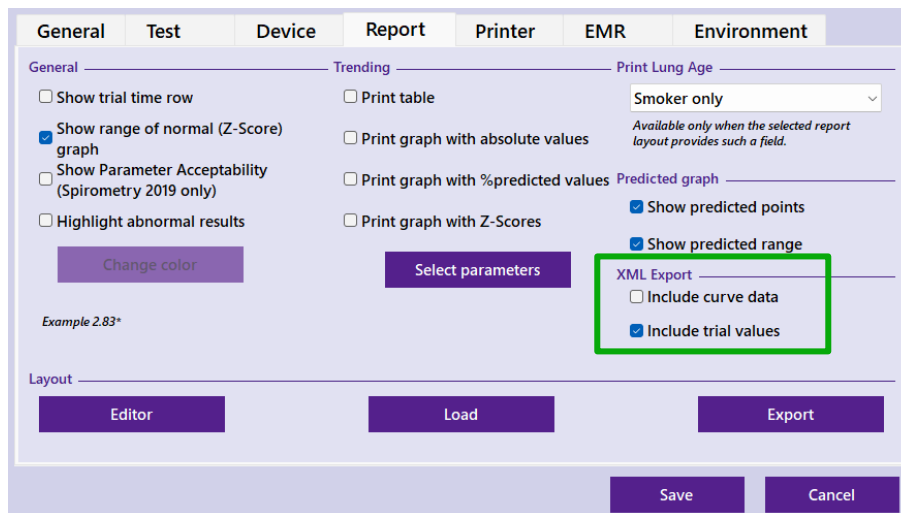 General
Test
Device
Report
Printer
EMR
Environment
General
Show trial time row
Show range of normal (Z-Score)
graph
Show Parameter Acceptability
(Spirometry 2019 only)
Highlight abnormal results
Change color
Example 2.83*
Trending
Print table
Print graph with absolute values
Print graph with %predicted values
Print graph with Z-Scores
Select parameters
Print Lung Age
Smoker only
Available only when the selected report
layout provides such a field.
Predicted graph
Show predicted points
Show predicted range
XML Export
Include curve data
Include trial values
Layout
Editor
Load
Export
Save
Cancel